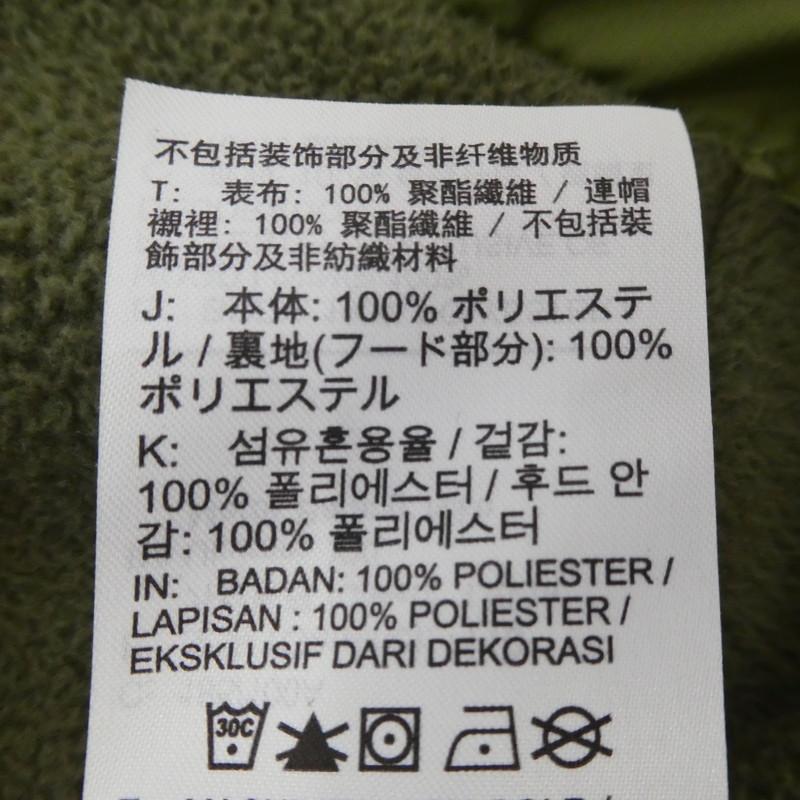 不包括装饰部分及非纤维物质
T: 表布: 100% 聚酯纖維 / 連帽
襯裡: 100% 聚酯纖維 / 不包括裝
飾部分及非紡織材料
J: 本体: 100% ポリエステ
ル / 裏地(フード部分): 100%
ポリエステル
K: 섬유혼용율 / 겉감:
100% 폴리에스터 / 후드 안
감: 100% 폴리에스터
IN: BADAN: 100% POLIESTER /
LAPISAN : 100% POLIESTER /
EKSKLUSIF DARI DEKORASI
30C